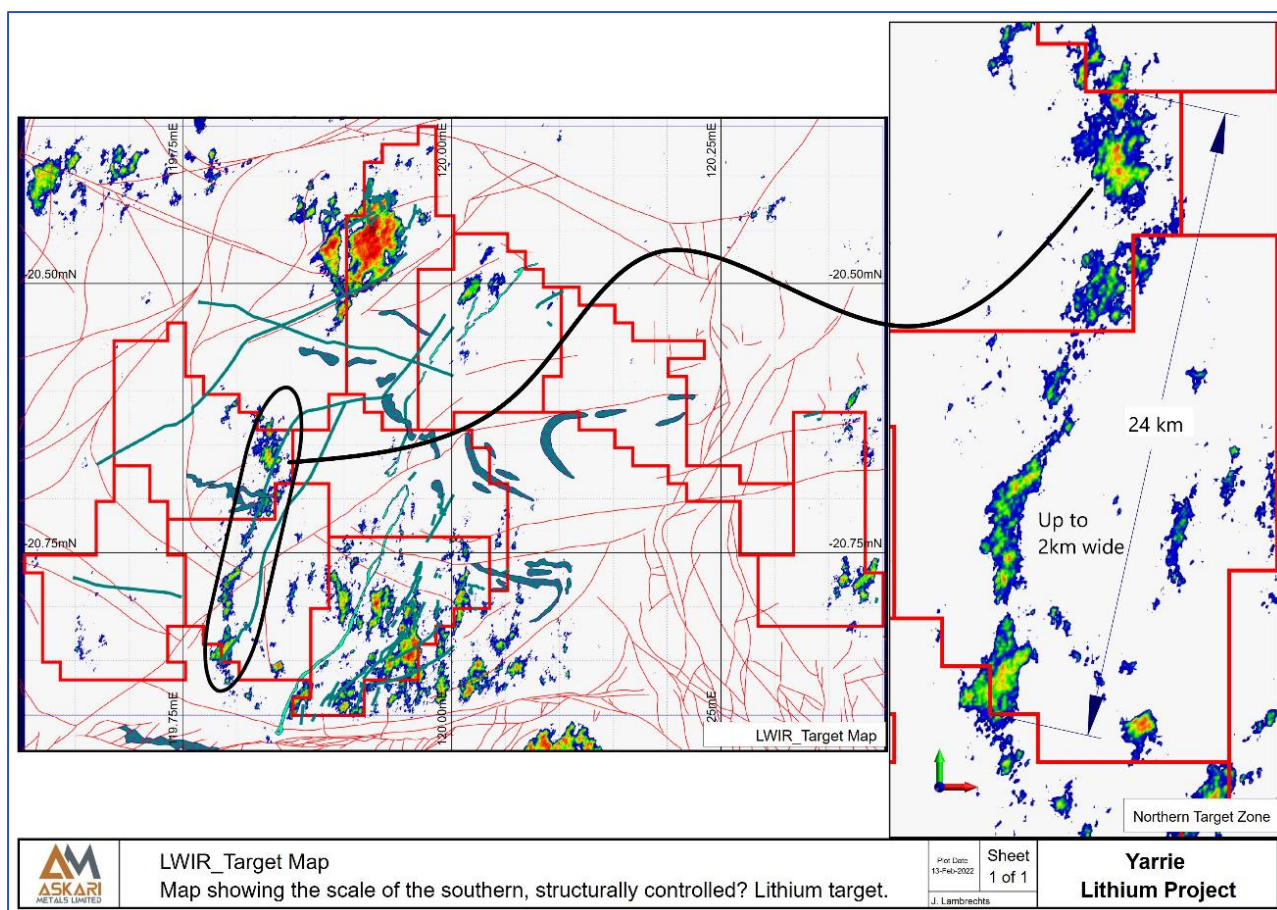 119.75mE
120.00mE
120.25mE
-20.50mN
-20.50mN
-20.75mN
-20.75mN
119.75mE
120.00mE
25mE
LWIR_Target Map
24 km
Up to
2km wide
Northern Target Zone
AM
ASKARI
METALS LIMITED
LWIR_Target Map
Map showing the scale of the southern, structurally controlled? Lithium target.
Plot Date
13-Feb-2022
J. Lambrechts
Sheet
1 of 1
Yarrie
Lithium Project